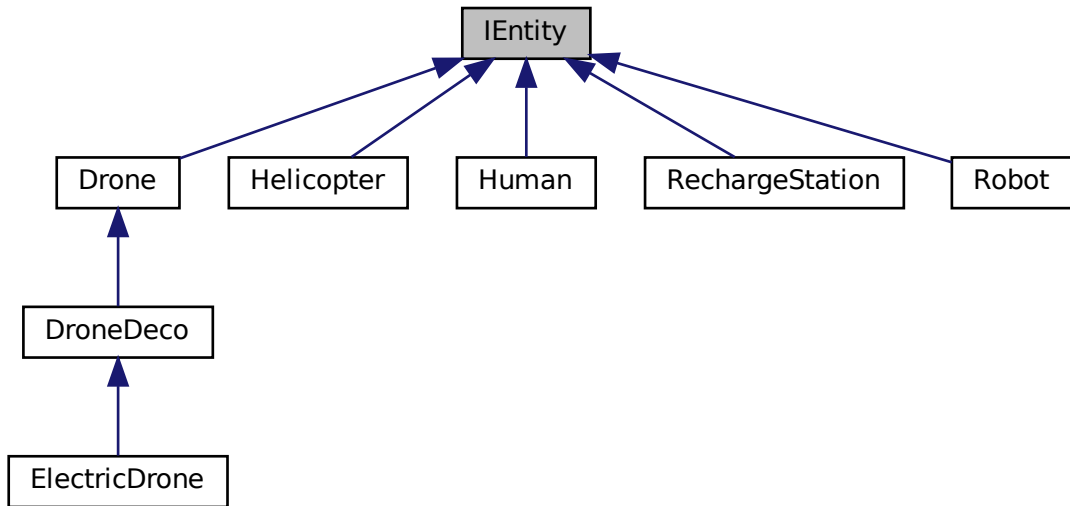 IEntity
Drone
Helicopter
Human
RechargeStation
Robot
DroneDeco
ElectricDrone